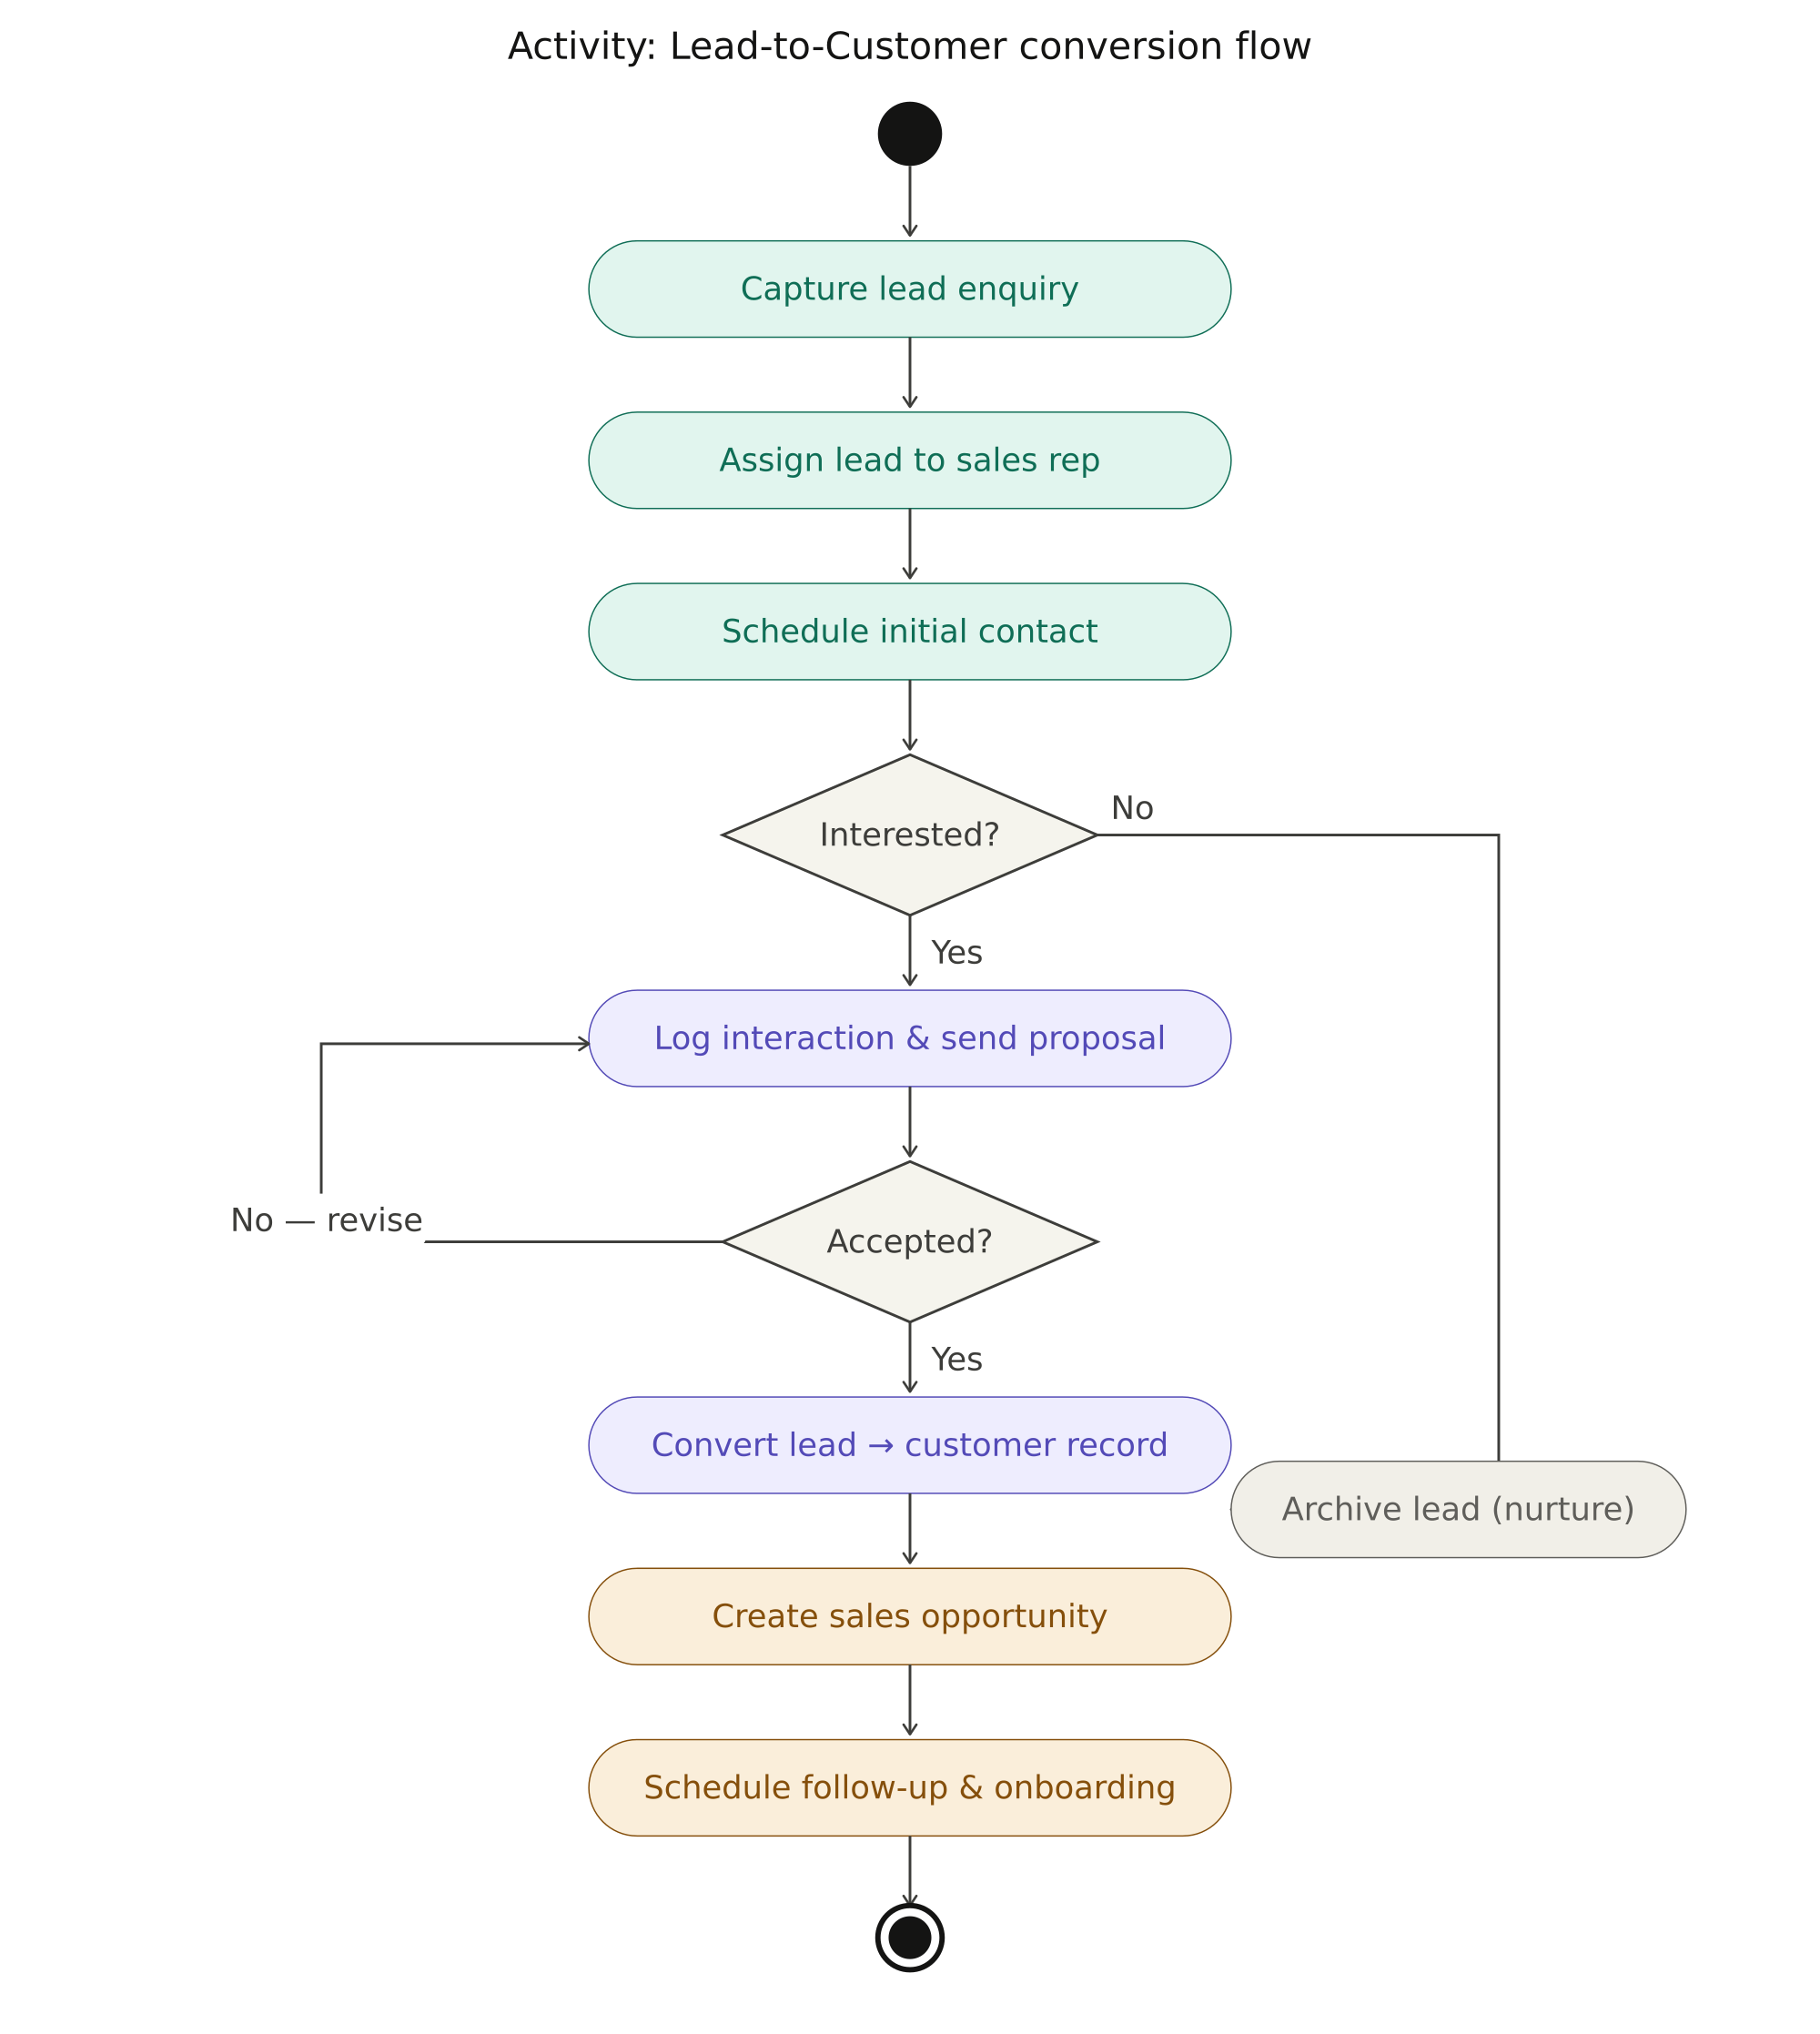 Activity: Lead-to-Customer conversion flow
Capture lead enquiry
Assign lead to sales rep
Schedule initial contact
Interested?
No
Yes
Log interaction & send proposal
No — revise
Accepted?
Yes
Convert lead → customer record
Archive lead (nurture)
Create sales opportunity
Schedule follow-up & onboarding